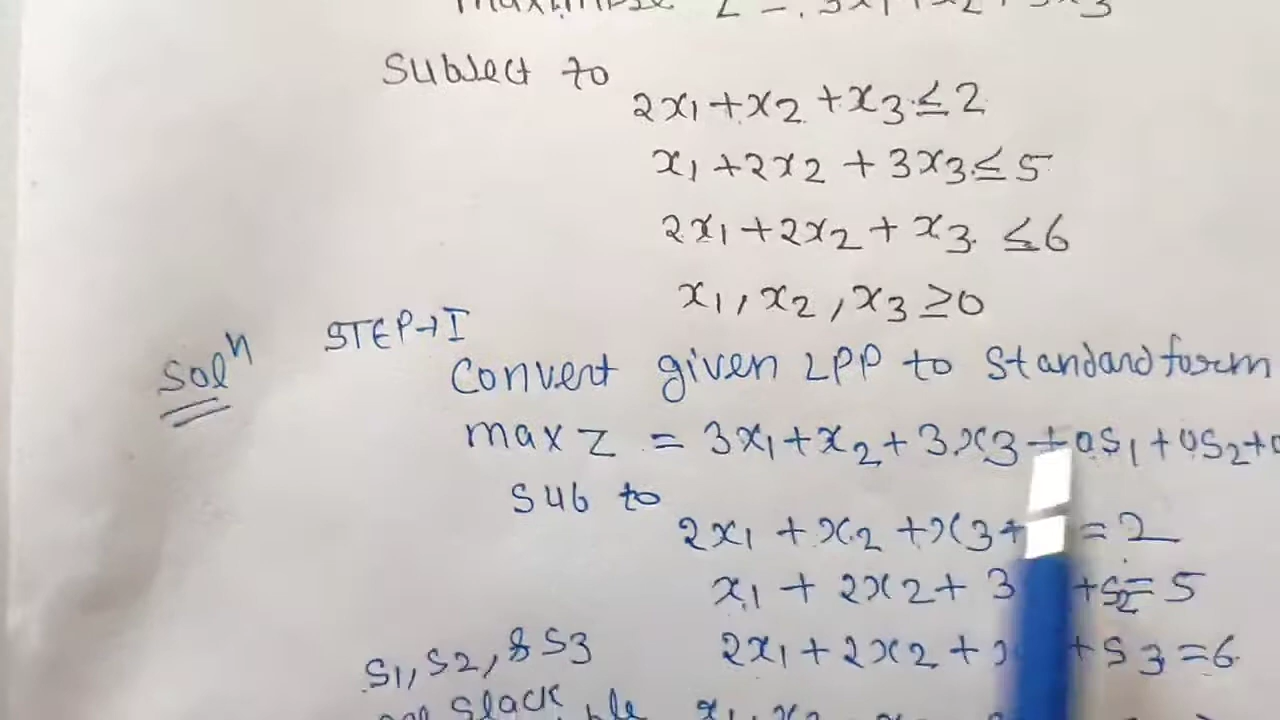 Subject to
2x1+x2+x3≤2
x1+2x2+3x3≤5
2x1+2x2+x3≤6
x1,x2,x3≥0
Solⁿ STEP→I
Convert given LPP to standard form
max z = 3x1+x2+3x3+0S1+0S2+
sub to
2x1+x2+x3+ =2
x1+2x2+3 +S2=5
2x1+2x2+ +S3=6
S1,S2,&S3
slack